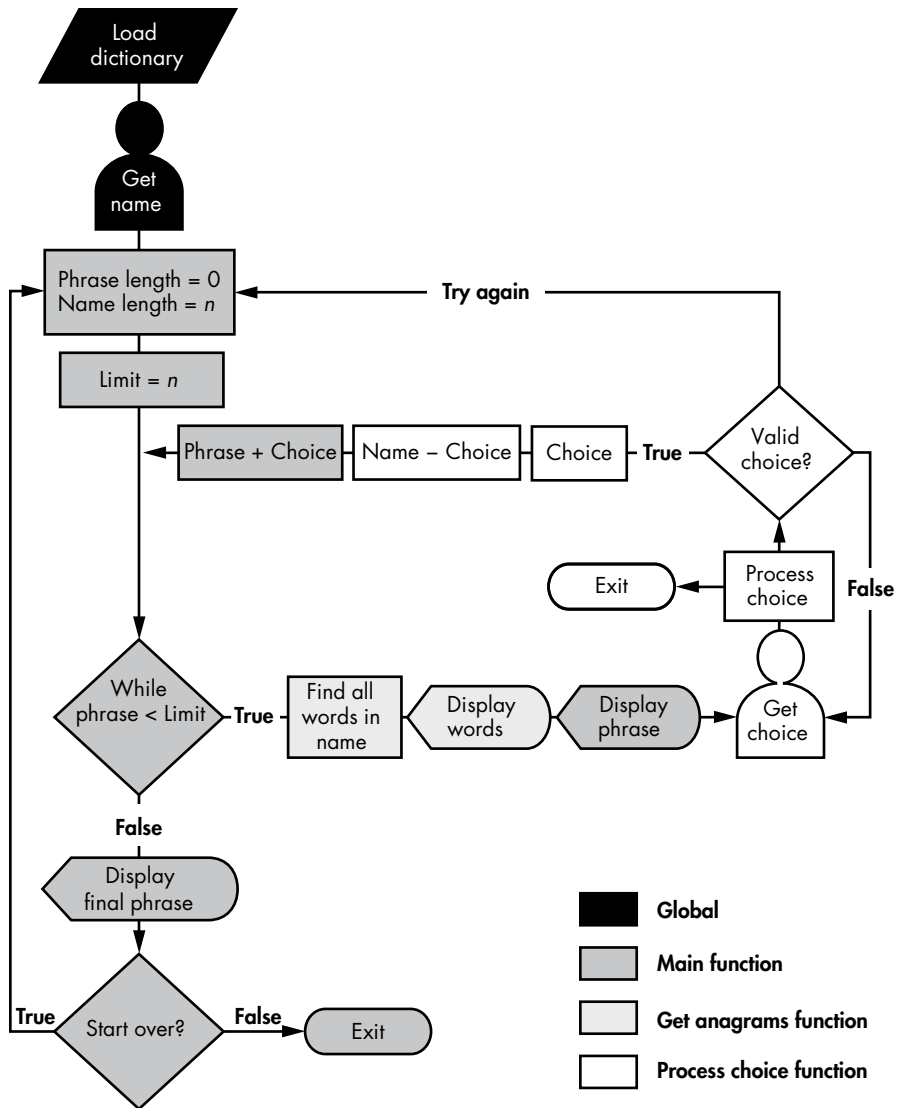 Load
dictionary
Get
name
Phrase length = 0
Name length = n
Try again
Limit = n
Phrase + Choice
Name – Choice
Choice
True
Valid
choice?
Exit
Process
choice
False
While
phrase < Limit
True
Find all
words in
name
Display
words
Display
phrase
Get
choice
False
Display
final phrase
True
Start over?
False
Exit
Global
Main function
Get anagrams function
Process choice function